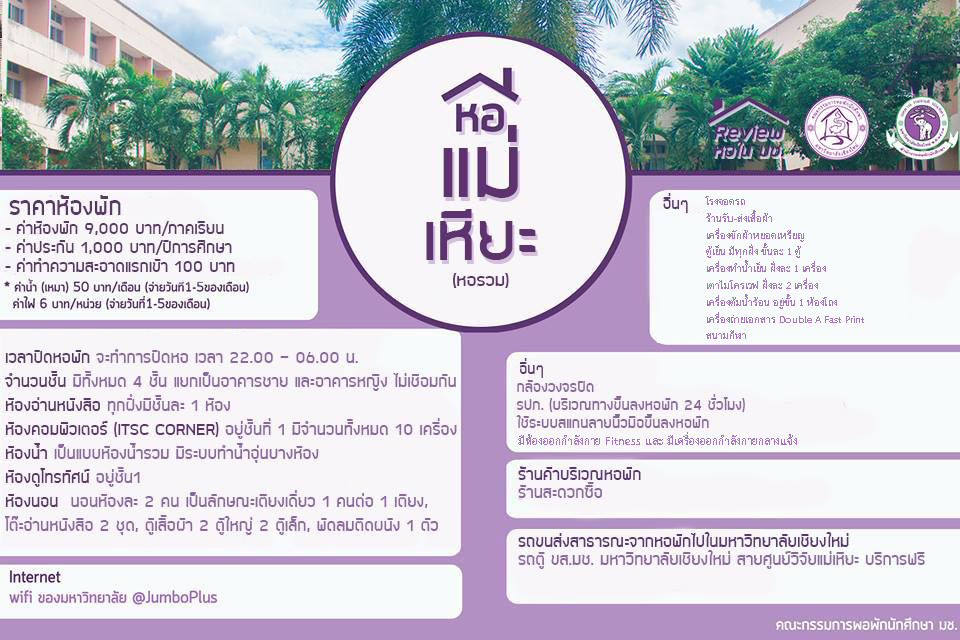 หอ
แม่
เหียะ
(หอรวม)
Review
หอใน มช.
ราคาห้องพัก
- ค่าห้องพัก 9,000 บาท/ภาคเรียน
- ค่าประกัน 1,000 บาท/ปีการศึกษา
- ค่าทำความสะอาดแรกเข้า 100 บาท
* ค่าน้ำ (เหมา) 50 บาท/เดือน (จ่ายวันที่1-5ของเดือน)
ค่าไฟ 6 บาท/หน่วย (จ่ายวันที่1-5ของเดือน)
เวลาปิดหอพัก จะทำการปิดหอ เวลา 22.00 – 06.00 น.
จำนวนชั้น มีทั้งหมด 4 ชั้น แยกเป็นอาคารชาย และอาคารหญิง ไม่เชื่อมกัน
ห้องอ่านหนังสือ ทุกฝั่งมีชั้นละ 1 ห้อง
ห้องคอมพิวเตอร์ (ITSC CORNER) อยู่ชั้นที่ 1 มีจำนวนทั้งหมด 10 เครื่อง
ห้องน้ำ เป็นแบบห้องน้ำรวม มีระบบทำน้ำอุ่นบางห้อง
ห้องดูโทรทัศน์ อยู่ชั้น1
ห้องนอน นอนห้องละ 2 คน เป็นลักษณะเตียงเดี่ยว 1 คนต่อ 1 เตียง,
โต๊ะอ่านหนังสือ 2 ชุด, ตู้เสื้อผ้า 2 ตู้ใหญ่ 2 ตู้เล็ก, พัดลมติดผนัง 1 ตัว
Internet
wifi ของมหาวิทยาลัย @JumboPlus
อื่นๆ
โรงจอดรถ
ร้านรับ-ส่งเสื้อผ้า
เครื่องซักผ้าหยอดเหรียญ
ตู้เย็น มีทุกฝั่ง ชั้นละ 1 ตู้
เครื่องทำน้ำเย็น ฝั่งละ 1 เครื่อง
เตาไมโครเวฟ ฝั่งละ 2 เครื่อง
เครื่องต้มน้ำร้อน อยู่ชั้น 1 ห้องโถง
เครื่องถ่ายเอกสาร Double A Fast Print
สนามกีฬา
อื่นๆ
กล้องวงจรปิด
รปภ. (บริเวณทางขึ้นลงหอพัก 24 ชั่วโมง)
ใช้ระบบสแกนลายนิ้วมือขึ้นลงหอพัก
มีห้องออกกำลังกาย Fitness และ มีเครื่องออกกำลังกายกลางแจ้ง
ร้านค้าบริเวณหอพัก
ร้านสะดวกซื้อ
รถขนส่งสาธารณะจากหอพักไปในมหาวิทยาลัยเชียงใหม่
รถตู้ ขส.มช. มหาวิทยาลัยเชียงใหม่ สายศูนย์วิจัยแม่เหียะ บริการฟรี
คณะกรรมการหอพักนักศึกษา มช.